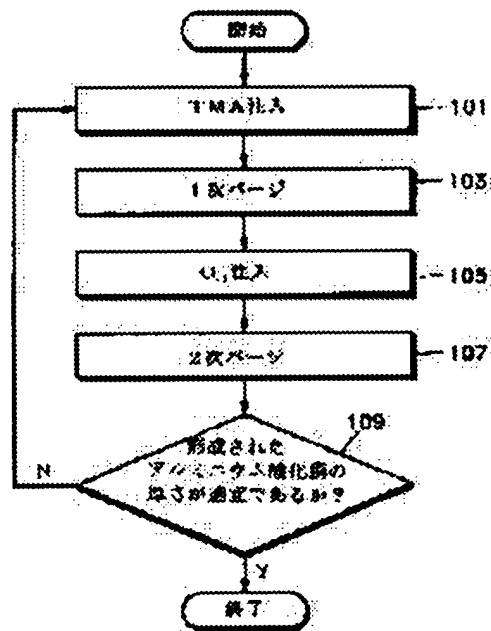 開始
TMA注入
101
1次パージ
103
O₃注入
105
2次パージ
107
109
形成された
アルミニウム酸化膜の
厚さが適正であるか?
N
Y
終了